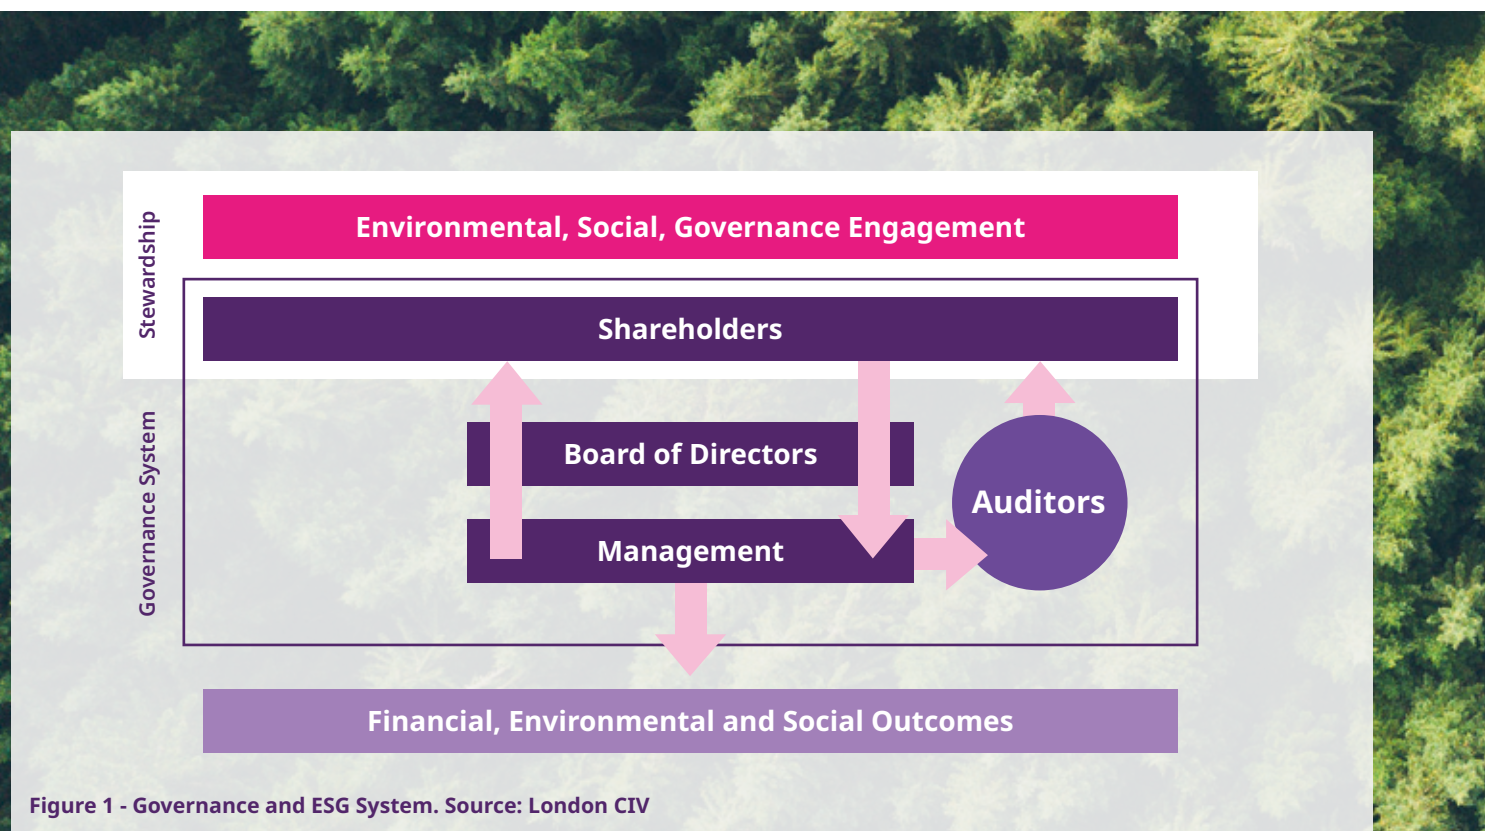 Stewardship
Environmental, Social, Governance Engagement
Shareholders
Governance System
Board of Directors
Auditors
Management
Financial, Environmental and Social Outcomes
Figure 1 - Governance and ESG System. Source: London CIV